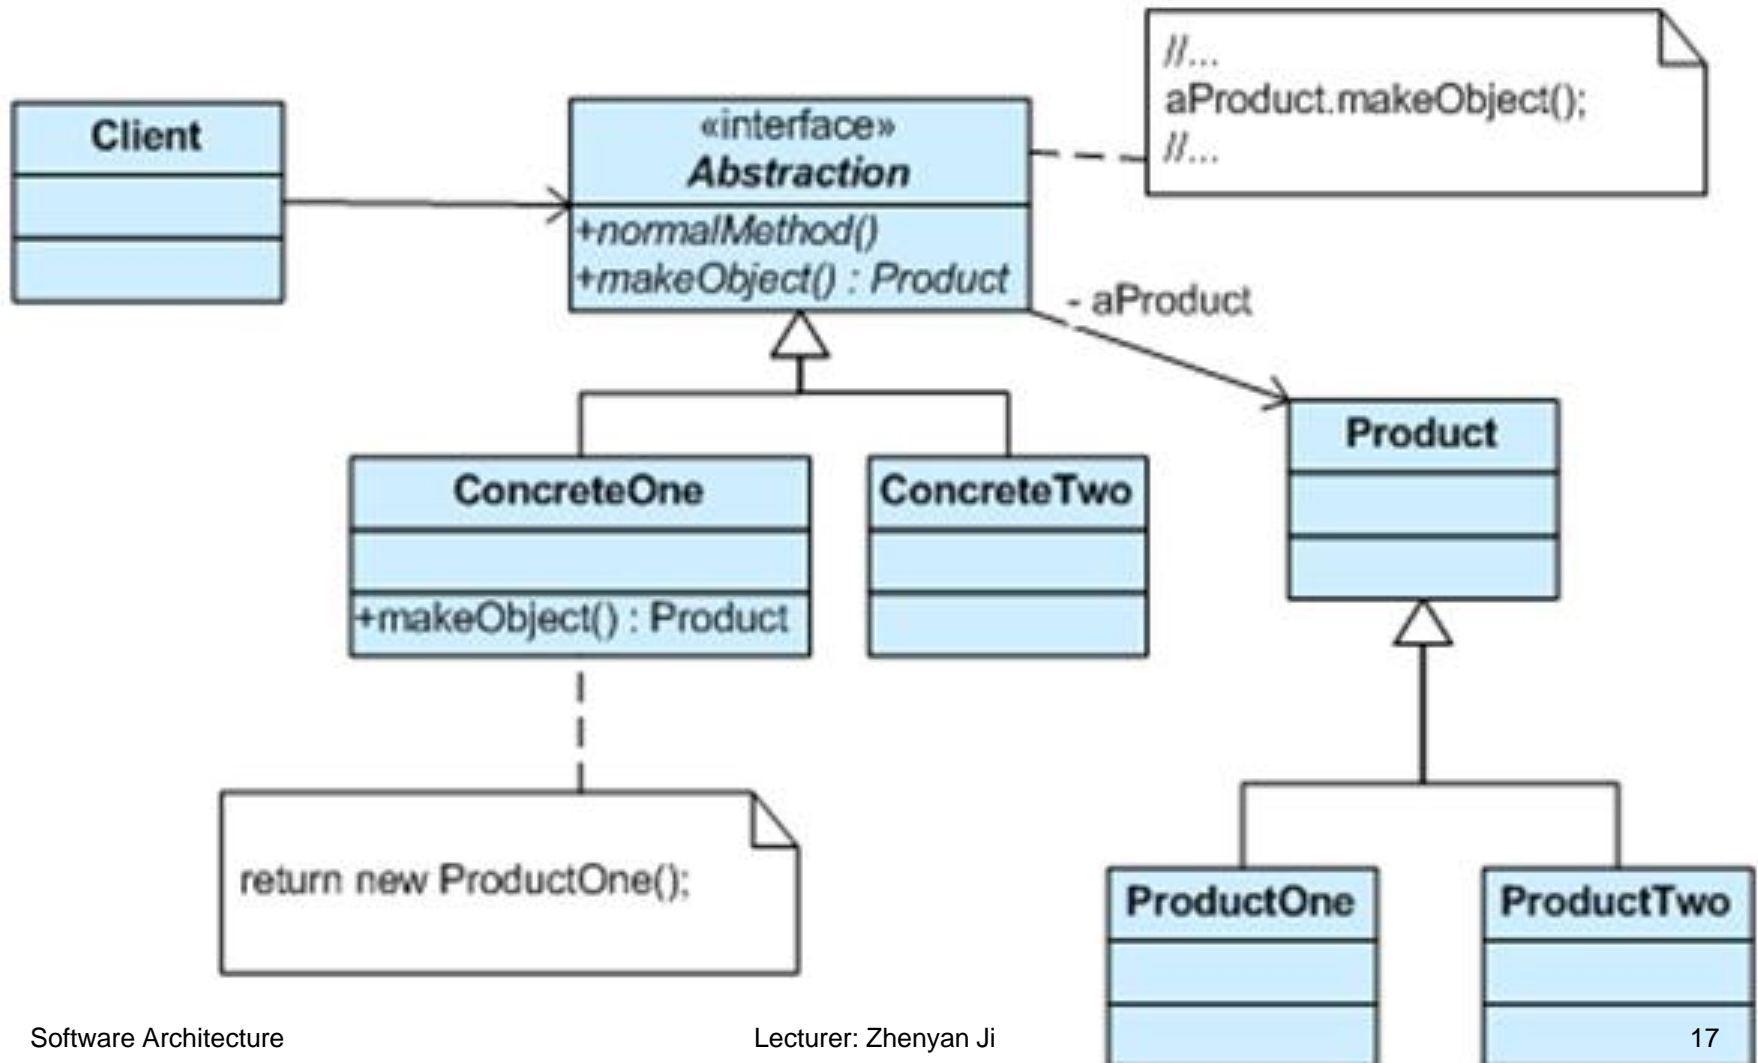 //...
aProduct.makeObject();
//...
Client
«interface»
Abstraction
+normalMethod()
+makeObject() : Product
- aProduct
Product
ConcreteOne
+makeObject() : Product
ConcreteTwo
return new ProductOne();
ProductOne
ProductTwo
Software Architecture
Lecturer: Zhenyan Ji
17